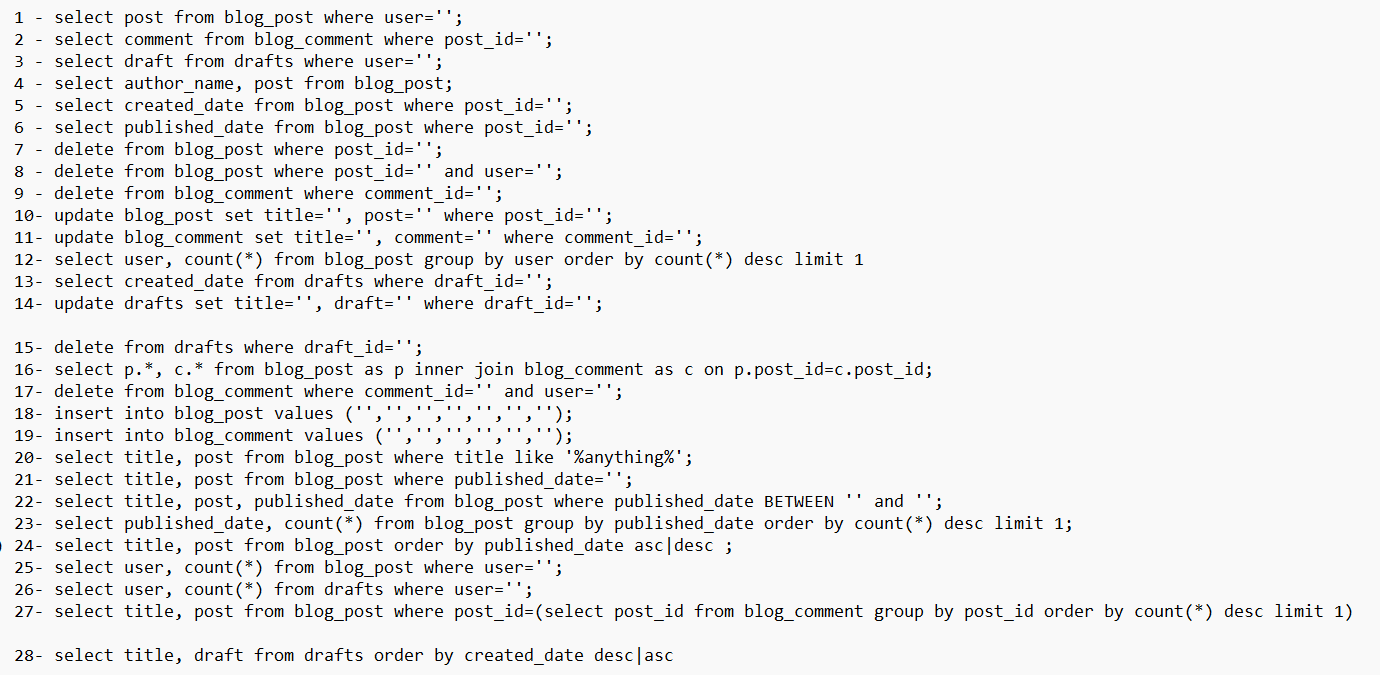 1 - select post from blog_post where user='';
2 - select comment from blog_comment where post_id='';
3 - select draft from drafts where user='';
4 - select author_name, post from blog_post;
5 - select created_date from blog_post where post_id='';
6 - select published_date from blog_post where post_id='';
7 - delete from blog_post where post_id='';
8 - delete from blog_post where post_id='' and user='';
9 - delete from blog_comment where comment_id='';
10- update blog_post set title='', post='' where post_id='';
11- update blog_comment set title='', comment='' where comment_id='';
12- select user, count(*) from blog_post group by user order by count(*) desc limit 1
13- select created_date from drafts where draft_id='';
14- update drafts set title='', draft='' where draft_id='';
15- delete from drafts where draft_id='';
16- select p.*, c.* from blog_post as p inner join blog_comment as c on p.post_id=c.post_id;
17- delete from blog_comment where comment_id='' and user='';
18- insert into blog_post values ('','','','','','','');
19- insert into blog_comment values ('','','','','','');
20- select title, post from blog_post where title like '%anything%';
21- select title, post from blog_post where published_date='';
22- select title, post, published_date from blog_post where published_date BETWEEN '' and '';
23- select published_date, count(*) from blog_post group by published_date order by count(*) desc limit 1;
24- select title, post from blog_post order by published_date asc|desc ;
25- select user, count(*) from blog_post where user='';
26- select user, count(*) from drafts where user='';
27- select title, post from blog_post where post_id=(select post_id from blog_comment group by post_id order by count(*) desc limit 1)
28- select title, draft from drafts order by created_date desc|asc